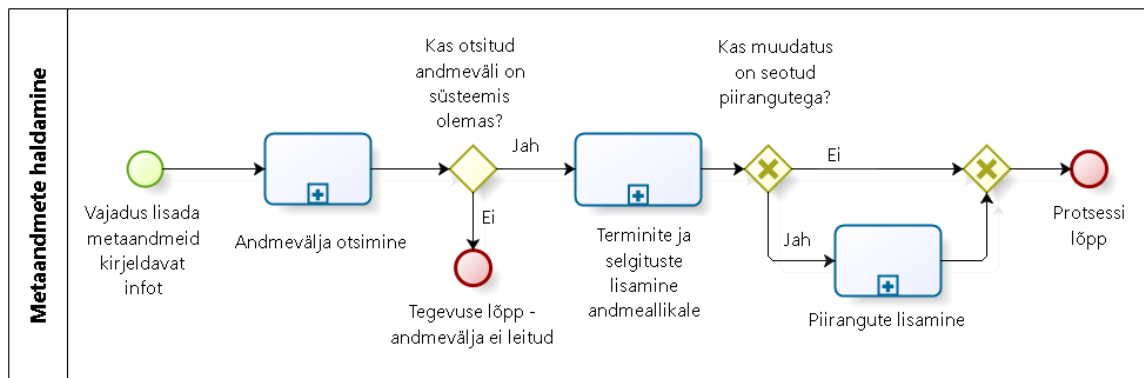 Metaandmete haldamine
Vajadus lisada
metaandmeid
kirjeldavat
infot
Andmevälja otsimine
Kas otsitud
andmeväli on
süsteemis
olemas?
Jah
Ei
Tegevuse lõpp -
andmevälja ei leitud
Terminite ja
selgituste
lisamine
andmeallikale
Kas muudatus
on seotud
piirangutega?
Ei
Jah
Piirangute lisamine
Protsessi
lõpp